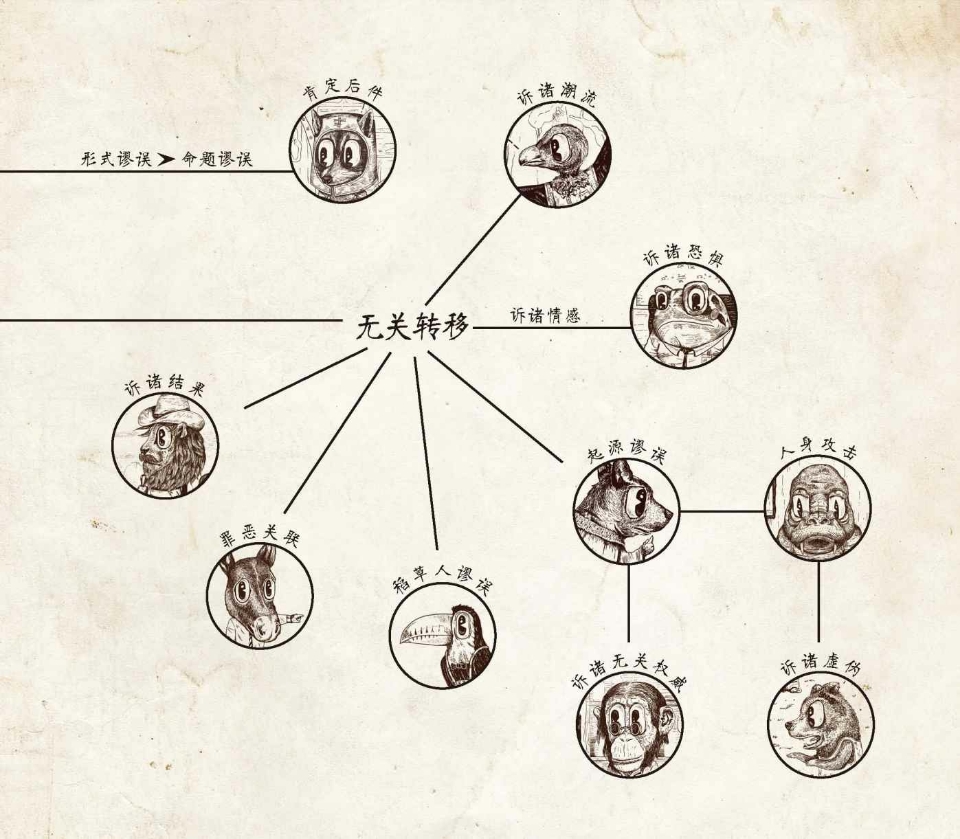 肯定后件
诉诸潮流
形式谬误➤命题谬误
诉诸恐惧
诉诸情感
无关转移
诉诸结果
起源谬误
人身攻击
罪恶关联
稻草人谬误
诉诸无关权威
诉诸虚伪